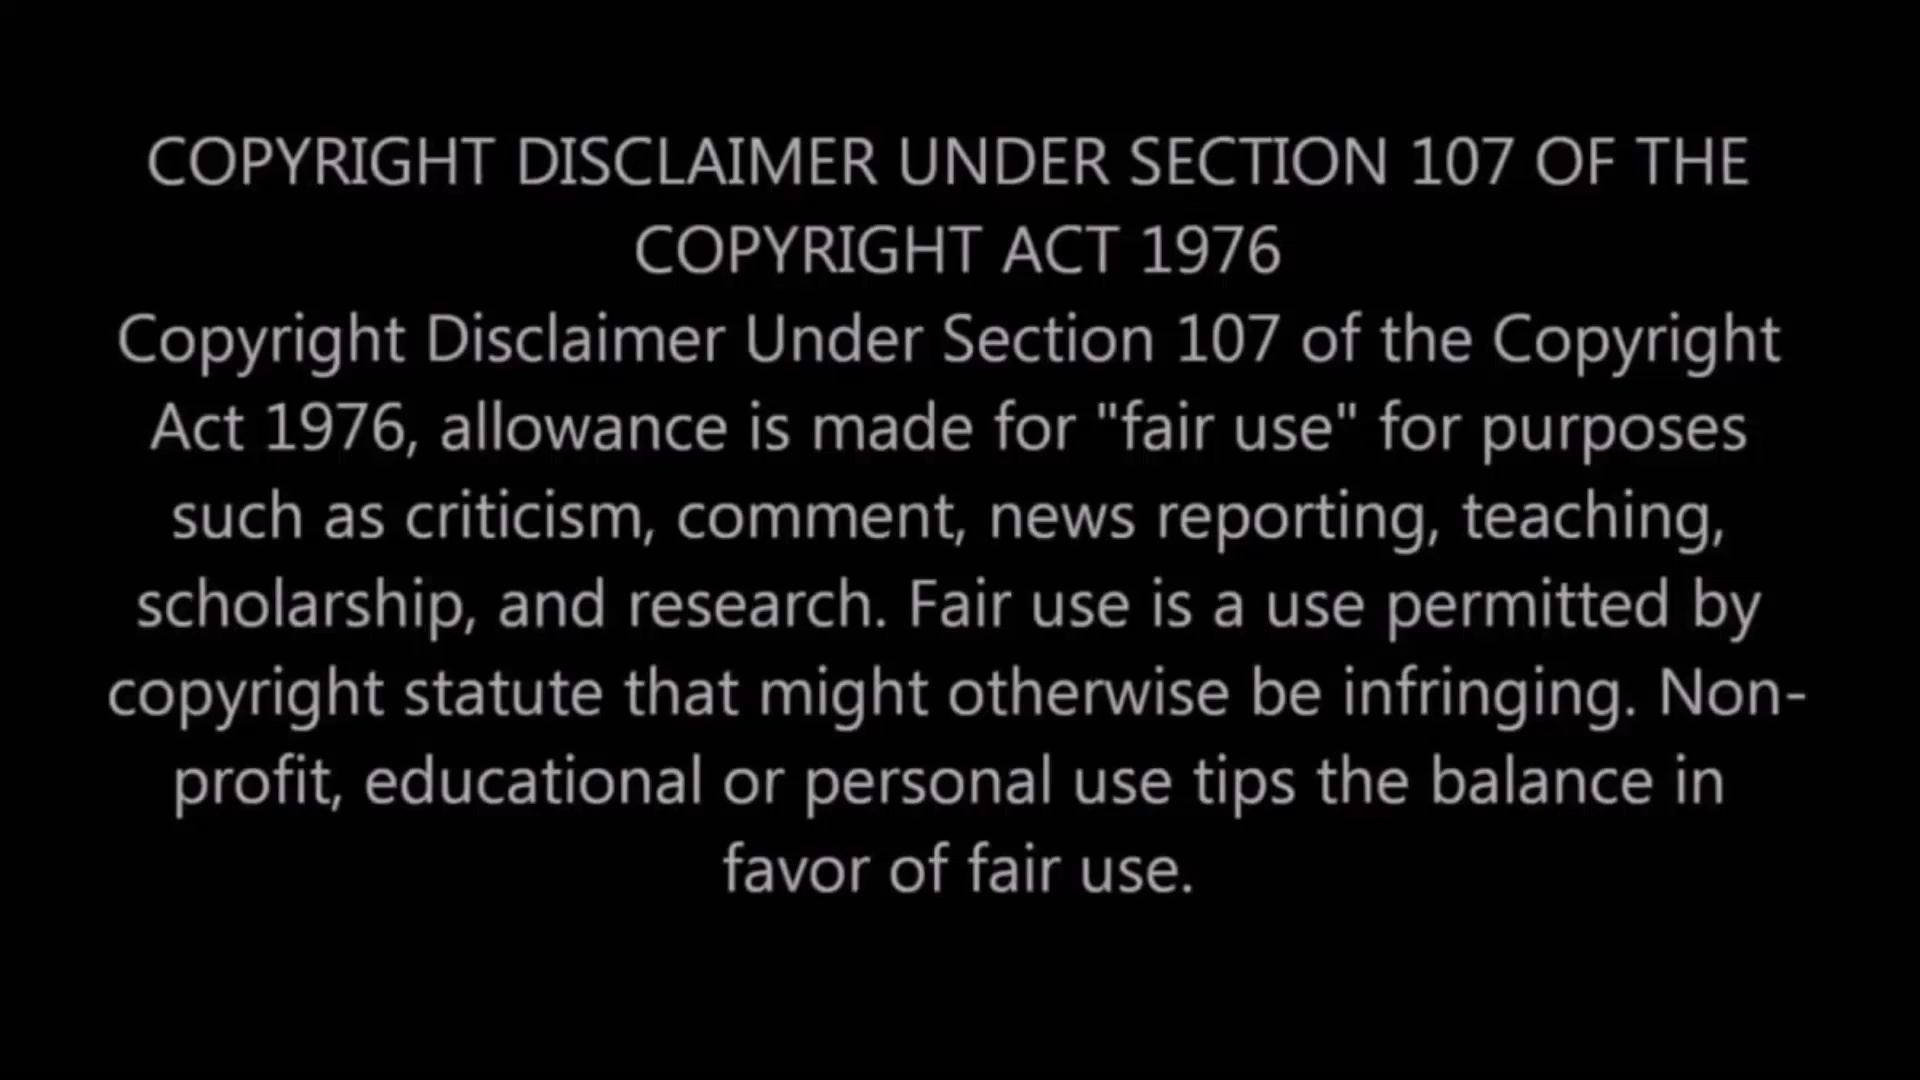 COPYRIGHT DISCLAIMER UNDER SECTION 107 OF THE
COPYRIGHT ACT 1976
Copyright Disclaimer Under Section 107 of the Copyright
Act 1976, allowance is made for "fair use" for purposes
such as criticism, comment, news reporting, teaching,
scholarship, and research. Fair use is a use permitted by
copyright statute that might otherwise be infringing. Non-
profit, educational or personal use tips the balance in
favor of fair use.